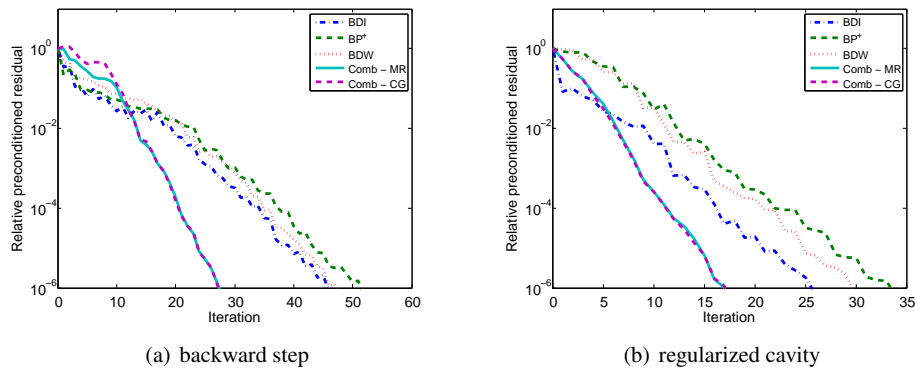 Relative preconditioned residual
10^0
10^-2
10^-4
10^-6
0 10 20 30 40 50 60
Iteration
BDI
BP^+
BDW
Comb – MR
Comb – CG
(a) backward step
Relative preconditioned residual
10^0
10^-2
10^-4
10^-6
0 5 10 15 20 25 30 35
Iteration
BDI
BP^+
BDW
Comb – MR
Comb – CG
(b) regularized cavity